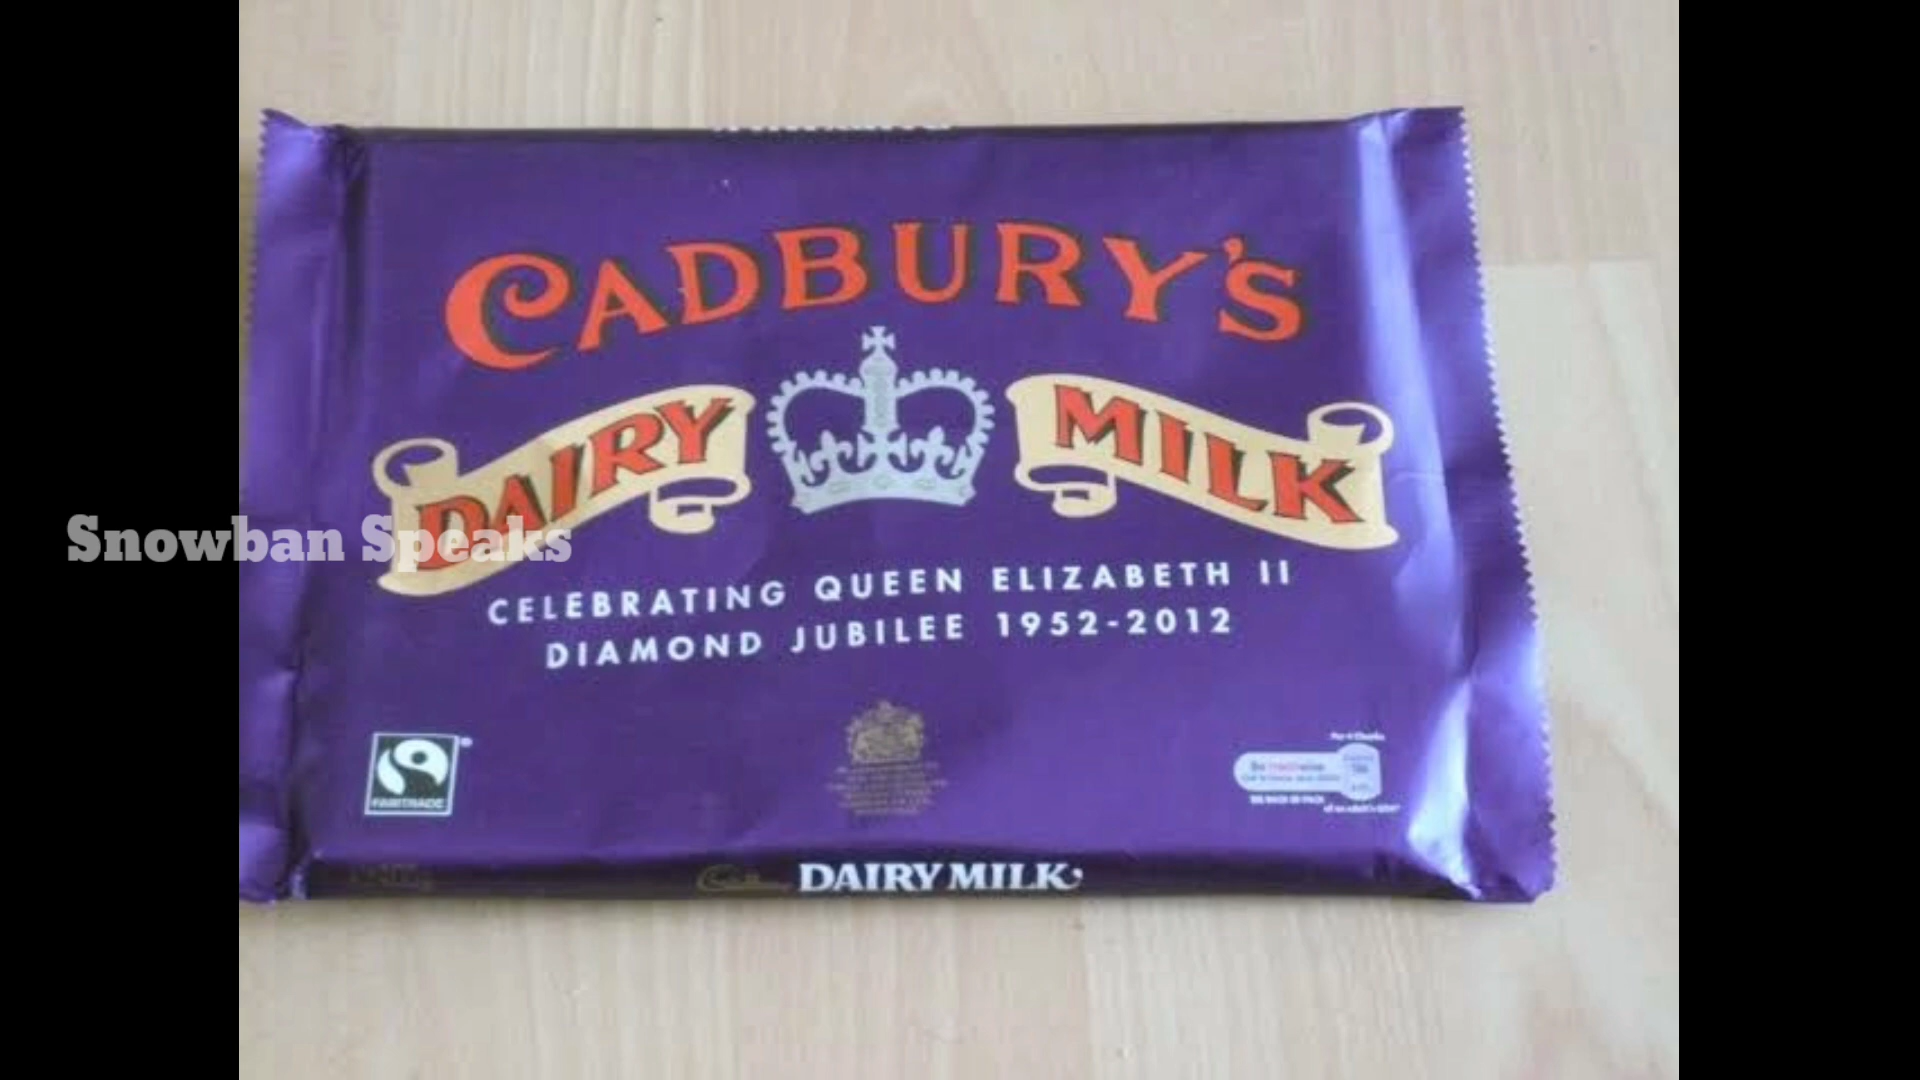 CADBURY'S
DAIRY MILK
Snowban Speaks
CELEBRATING QUEEN ELIZABETH II
DIAMOND JUBILEE 1952-2012
FAIRTRADE
DAIRY MILK